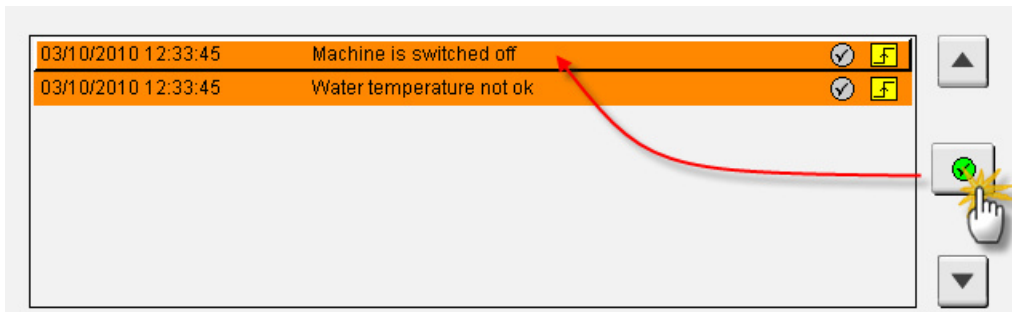 03/10/2010 12:33:45 Machine is switched off
03/10/2010 12:33:45 Water temperature not ok